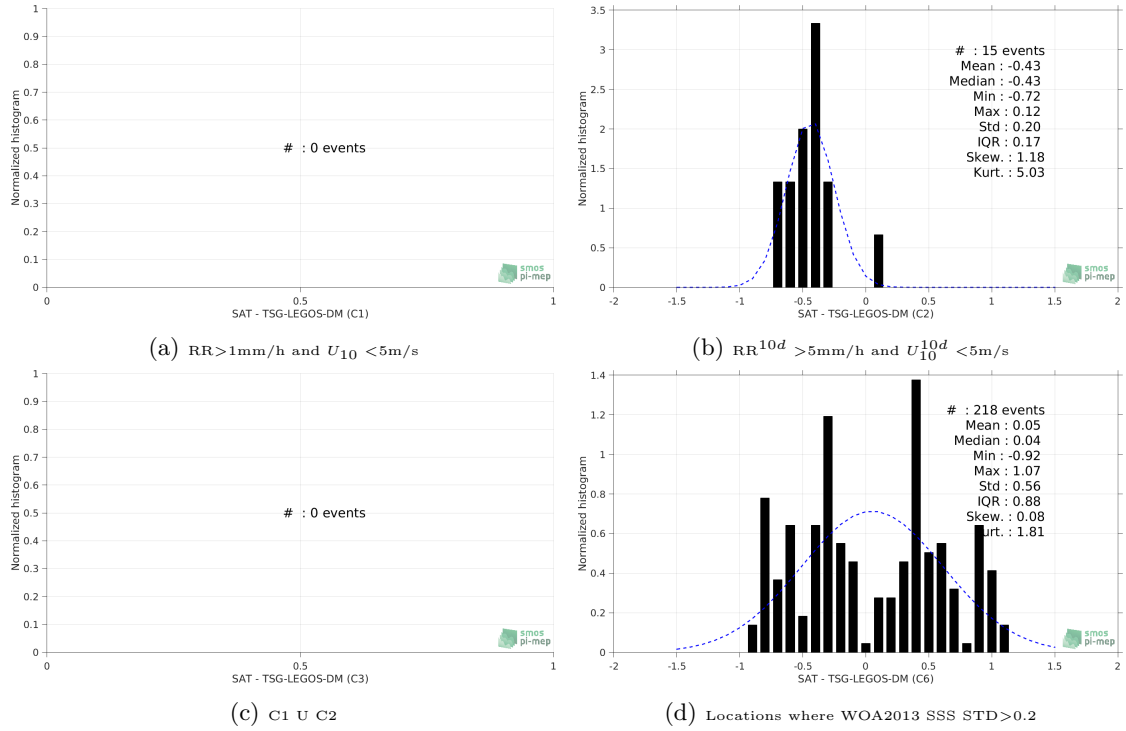 1
0.9
0.8
0.7
0.6
0.5
0.4
0.3
0.2
0.1
0
Normalized histogram
# : 0 events
smos
pi-mep
0 0.5 1
SAT - TSG-LEGOS-DM (C1)
(a) RR>1mm/h and U10 <5m/s
3.5
3
2.5
2
1.5
1
0.5
0
Normalized histogram
# : 15 events
Mean : -0.43
Median : -0.43
Min : -0.72
Max : 0.12
Std : 0.20
IQR : 0.17
Skew. : 1.18
Kurt. : 5.03
smos
pi-mep
-2 -1.5 -1 -0.5 0 0.5 1 1.5 2
SAT - TSG-LEGOS-DM (C2)
(b) RR^10d >5mm/h and U10^10d <5m/s
1
0.9
0.8
0.7
0.6
0.5
0.4
0.3
0.2
0.1
0
Normalized histogram
# : 0 events
smos
pi-mep
0 0.5 1
SAT - TSG-LEGOS-DM (C3)
(c) C1 U C2
1.4
1.2
1
0.8
0.6
0.4
0.2
0
Normalized histogram
# : 218 events
Mean : 0.05
Median : 0.04
Min : -0.92
Max : 1.07
Std : 0.56
IQR : 0.88
Skew. : 0.08
urt. : 1.81
smos
pi-mep
-2 -1.5 -1 -0.5 0 0.5 1 1.5 2
SAT - TSG-LEGOS-DM (C6)
(d) Locations where WOA2013 SSS STD>0.2